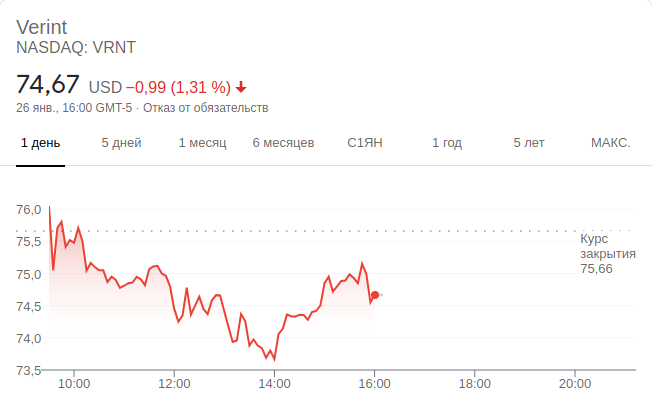 Verint
NASDAQ: VRNT
74,67 USD −0,99 (1,31 %)
26 янв., 16:00 GMT-5 · Отказ от обязательств
1 день 5 дней 1 месяц 6 месяцев С1ЯН 1 год 5 лет МАКС.
76,0
75,5
75,0
74,5
74,0
73,5
Курс
закрытия
75.66
10:00 12:00 14:00 16:00 18:00 20:00